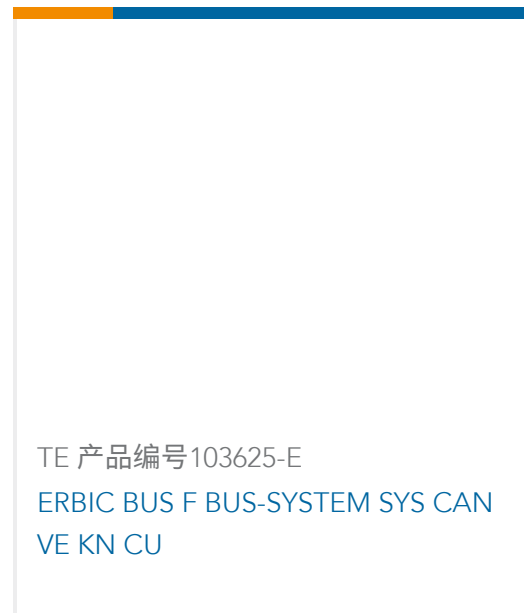 TE 产品编号103625-E
ERBIC BUS F BUS-SYSTEM SYS CAN
VE KN CU